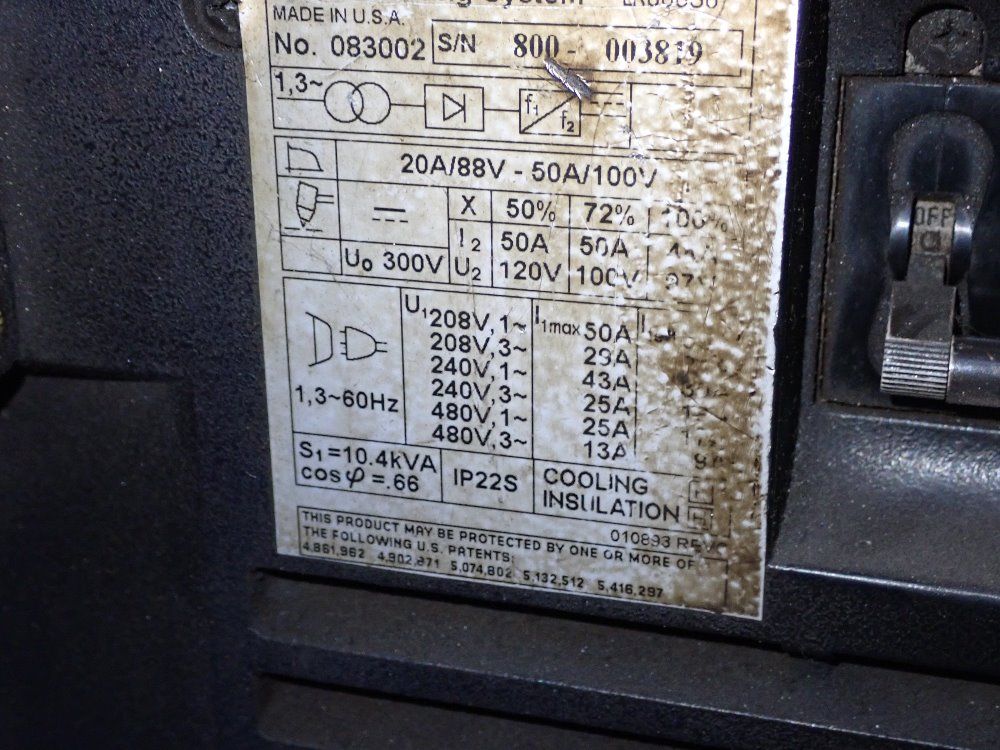 MADE IN U.S.A.
No. 083002 S/N 800- 003819
1,3~
f1
f2
20A/88V - 50A/100V
X 50% 72% 100%
I2 50A 50A
U0 300V U2 120V 100V
U1 208V,1~ I1max 50A
208V,3~ 29A
240V,1~ 43A
240V,3~ 25A
480V,1~ 25A
480V,3~ 13A
1,3~60Hz
S1=10.4kVA
cosφ=.66
IP22S
COOLING
INSULATION
010893 REV
THIS PRODUCT MAY BE PROTECTED BY ONE OR MORE OF
THE FOLLOWING U.S. PATENTS:
4,861,962 4,902,871 5,074,802 5,132,512 5,416,297
OFF